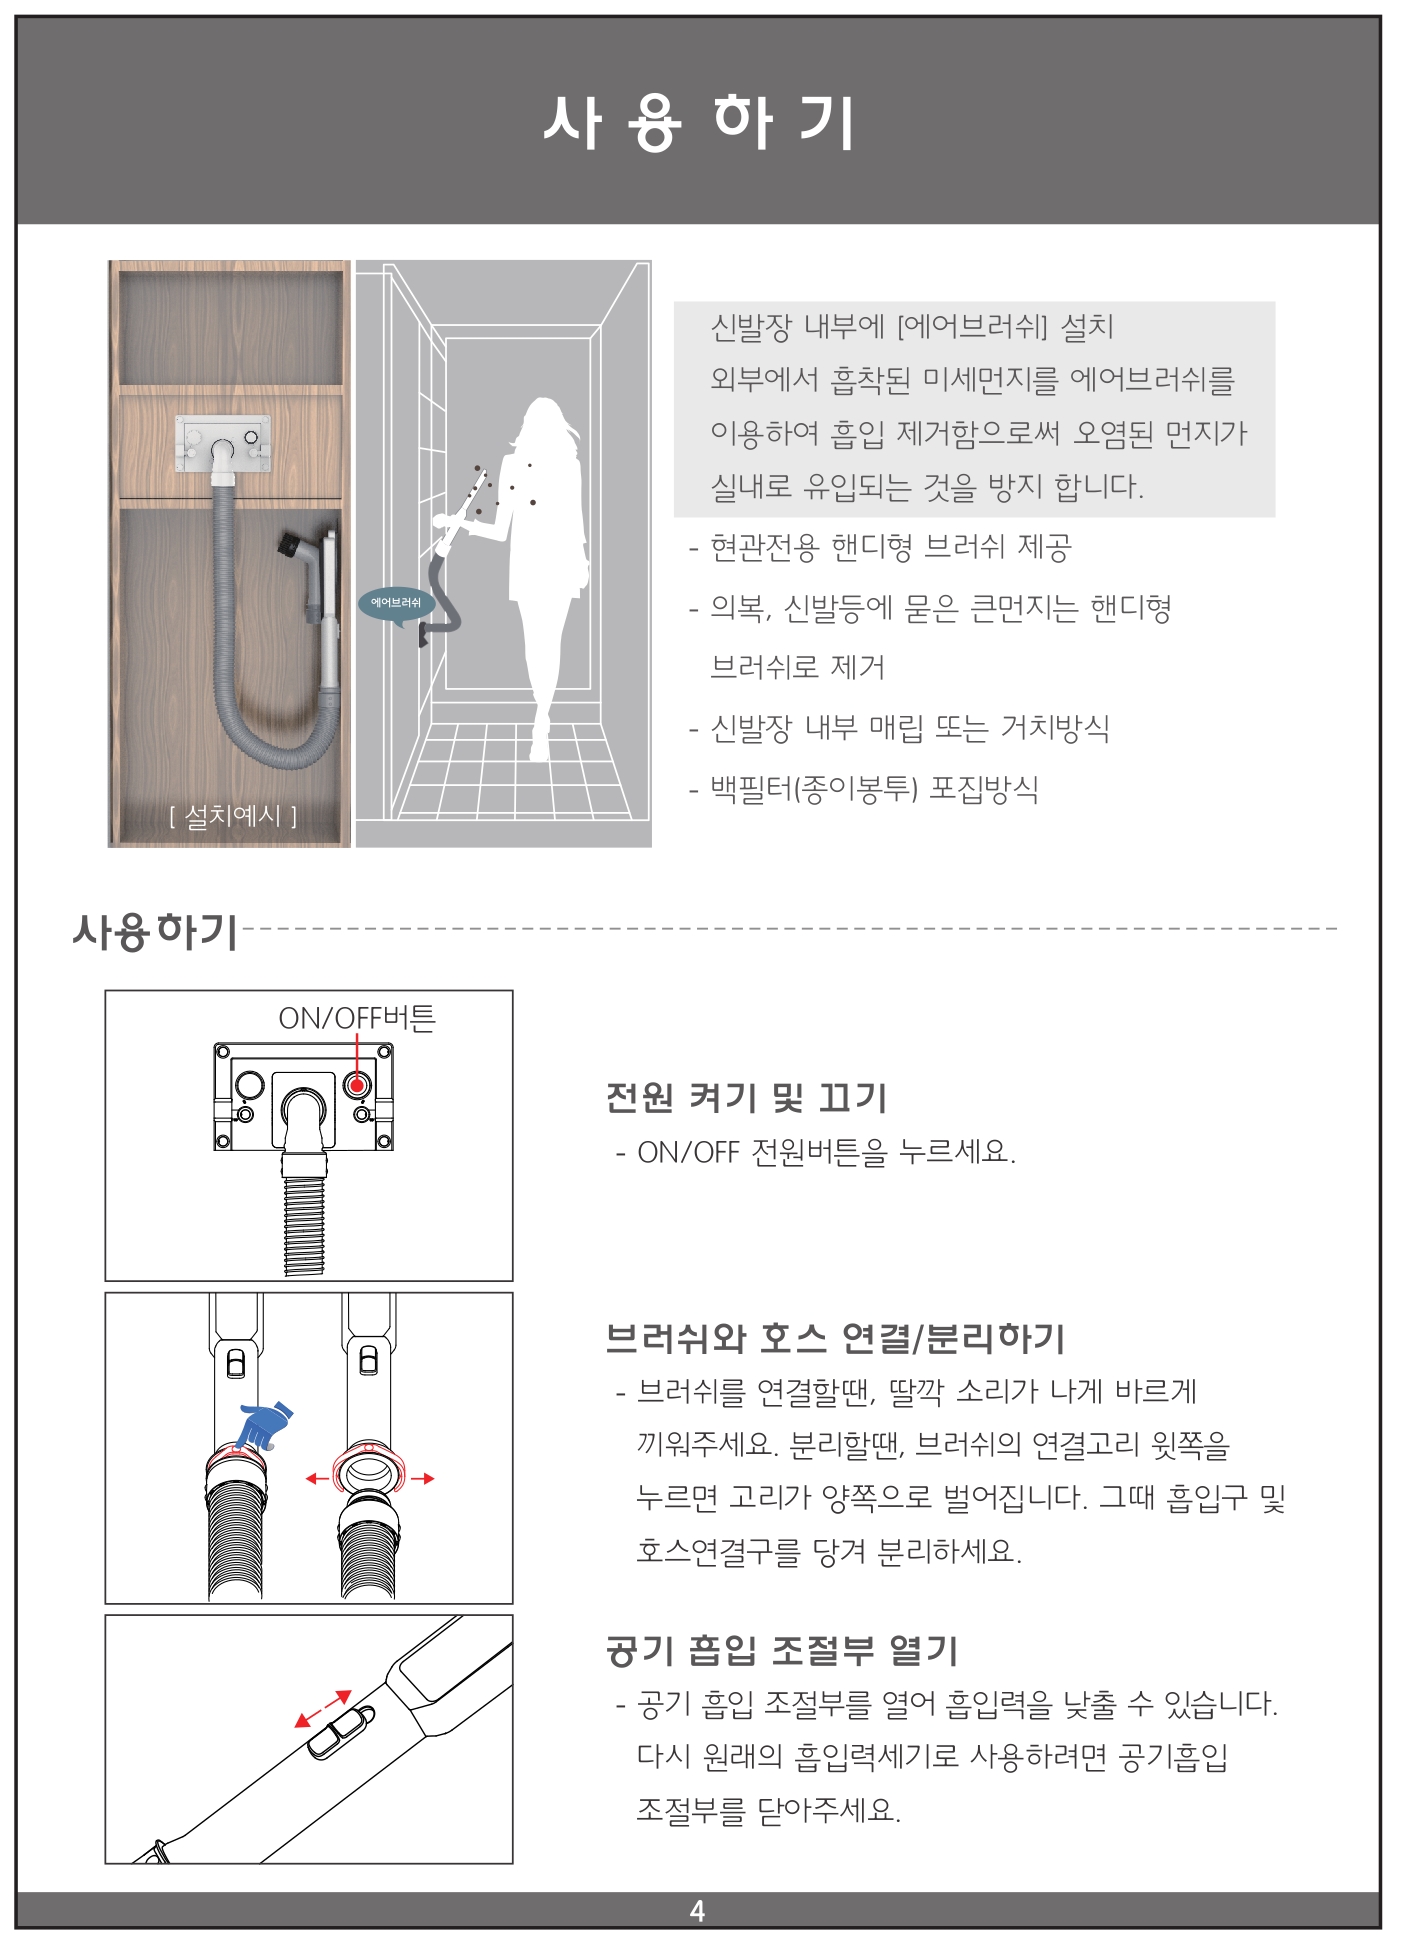 사용하기
신발장 내부에 [에어브러쉬] 설치
외부에서 흡착된 미세먼지를 에어브러쉬를
이용하여 흡입 제거함으로써 오염된 먼지가
실내로 유입되는 것을 방지 합니다.
- 현관전용 핸디형 브러쉬 제공
- 의복, 신발등에 묻은 큰먼지는 핸디형
브러쉬로 제거
- 신발장 내부 매립 또는 거치방식
- 백필터(종이봉투) 포집방식
에어브러쉬
[ 설치예시 ]
사용하기
ON/OFF버튼
전원 켜기 및 끄기
- ON/OFF 전원버튼을 누르세요.
브러쉬와 호스 연결/분리하기
- 브러쉬를 연결할땐, 딸깍 소리가 나게 바르게
끼워주세요. 분리할땐, 브러쉬의 연결고리 윗쪽을
누르면 고리가 양쪽으로 벌어집니다. 그때 흡입구 및
호스연결구를 당겨 분리하세요.
공기 흡입 조절부 열기
- 공기 흡입 조절부를 열어 흡입력을 낮출 수 있습니다.
다시 원래의 흡입력세기로 사용하려면 공기흡입
조절부를 닫아주세요.
4